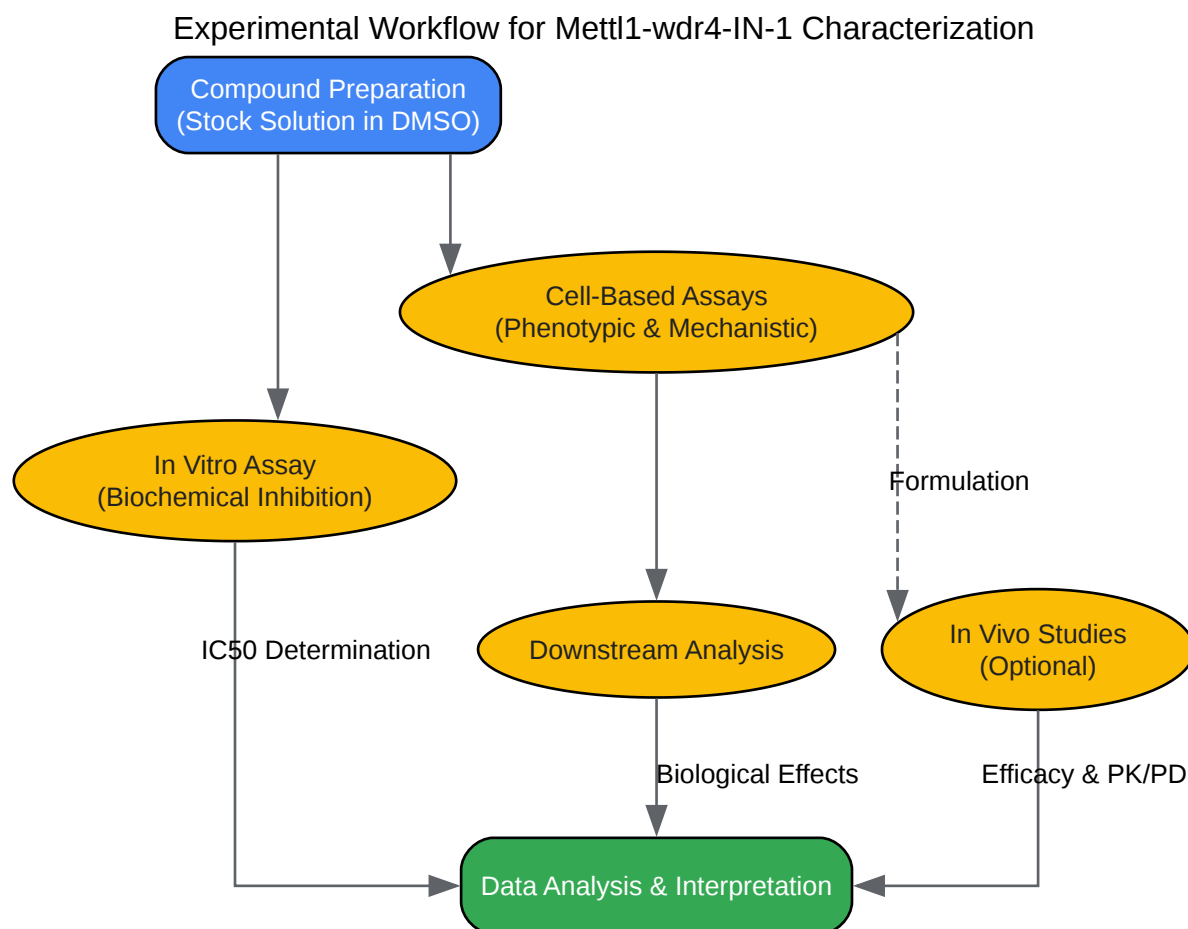 Experimental Workflow for Mettl1-wdr4-IN-1 Characterization
Compound Preparation
(Stock Solution in DMSO)
Cell-Based Assays
(Phenotypic & Mechanistic)
In Vitro Assay
(Biochemical Inhibition)
Formulation
IC50 Determination
Downstream Analysis
In Vivo Studies
(Optional)
Biological Effects
Efficacy & PK/PD
Data Analysis & Interpretation